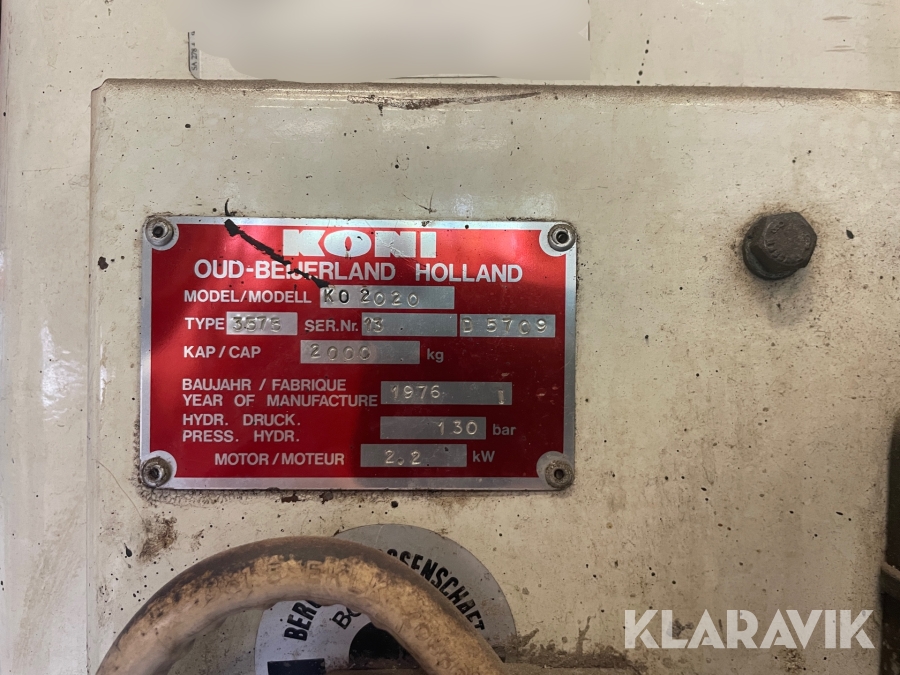 KONI
OUD-BEIJERLAND HOLLAND
MODEL/MODELL KO 2020
TYPE SER.Nr. 13 D 5709
KAP/CAP 2000 kg
BAUJAHR / FABRIQUE
YEAR OF MANUFACTURE 1976 I
HYDR. DRUCK. 
PRESS. HYDR. 130 bar
MOTOR/MOTEUR 2.2 kW
KLARAVIK